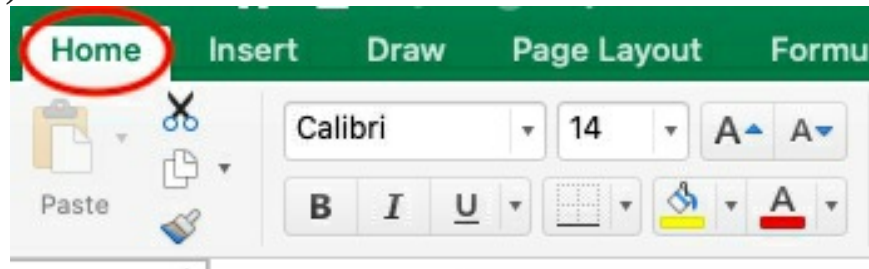 Home Insert Draw Page Layout Formu
Calibri 14 A A
Paste B I U A